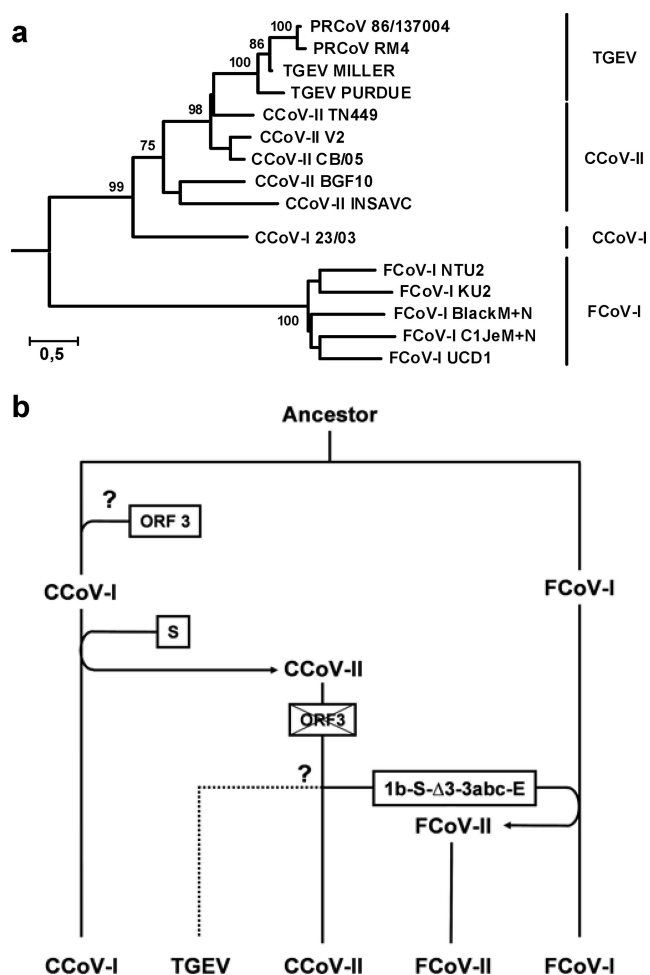 a
100
PRCoV 86/137004
PRCoV RM4
86
TGEV MILLER
100
TGEV PURDUE
TGEV
98
CCoV-II TN449
CCoV-II V2
75
CCoV-II CB/05
CCoV-II
CCoV-II BGF10
99
CCoV-II INSAVC
CCoV-I 23/03
CCoV-I
FCoV-I NTU2
FCoV-I KU2
FCoV-I BlackM+N
100
FCoV-I
FCoV-I C1JeM+N
FCoV-I UCD1
0,5
b
Ancestor
?
ORF 3
CCoV-I
FCoV-I
S
CCoV-II
ORF3
?
1b-S-Δ3-3abc-E
FCoV-II
CCoV-I TGEV CCoV-II FCoV-II FCoV-I